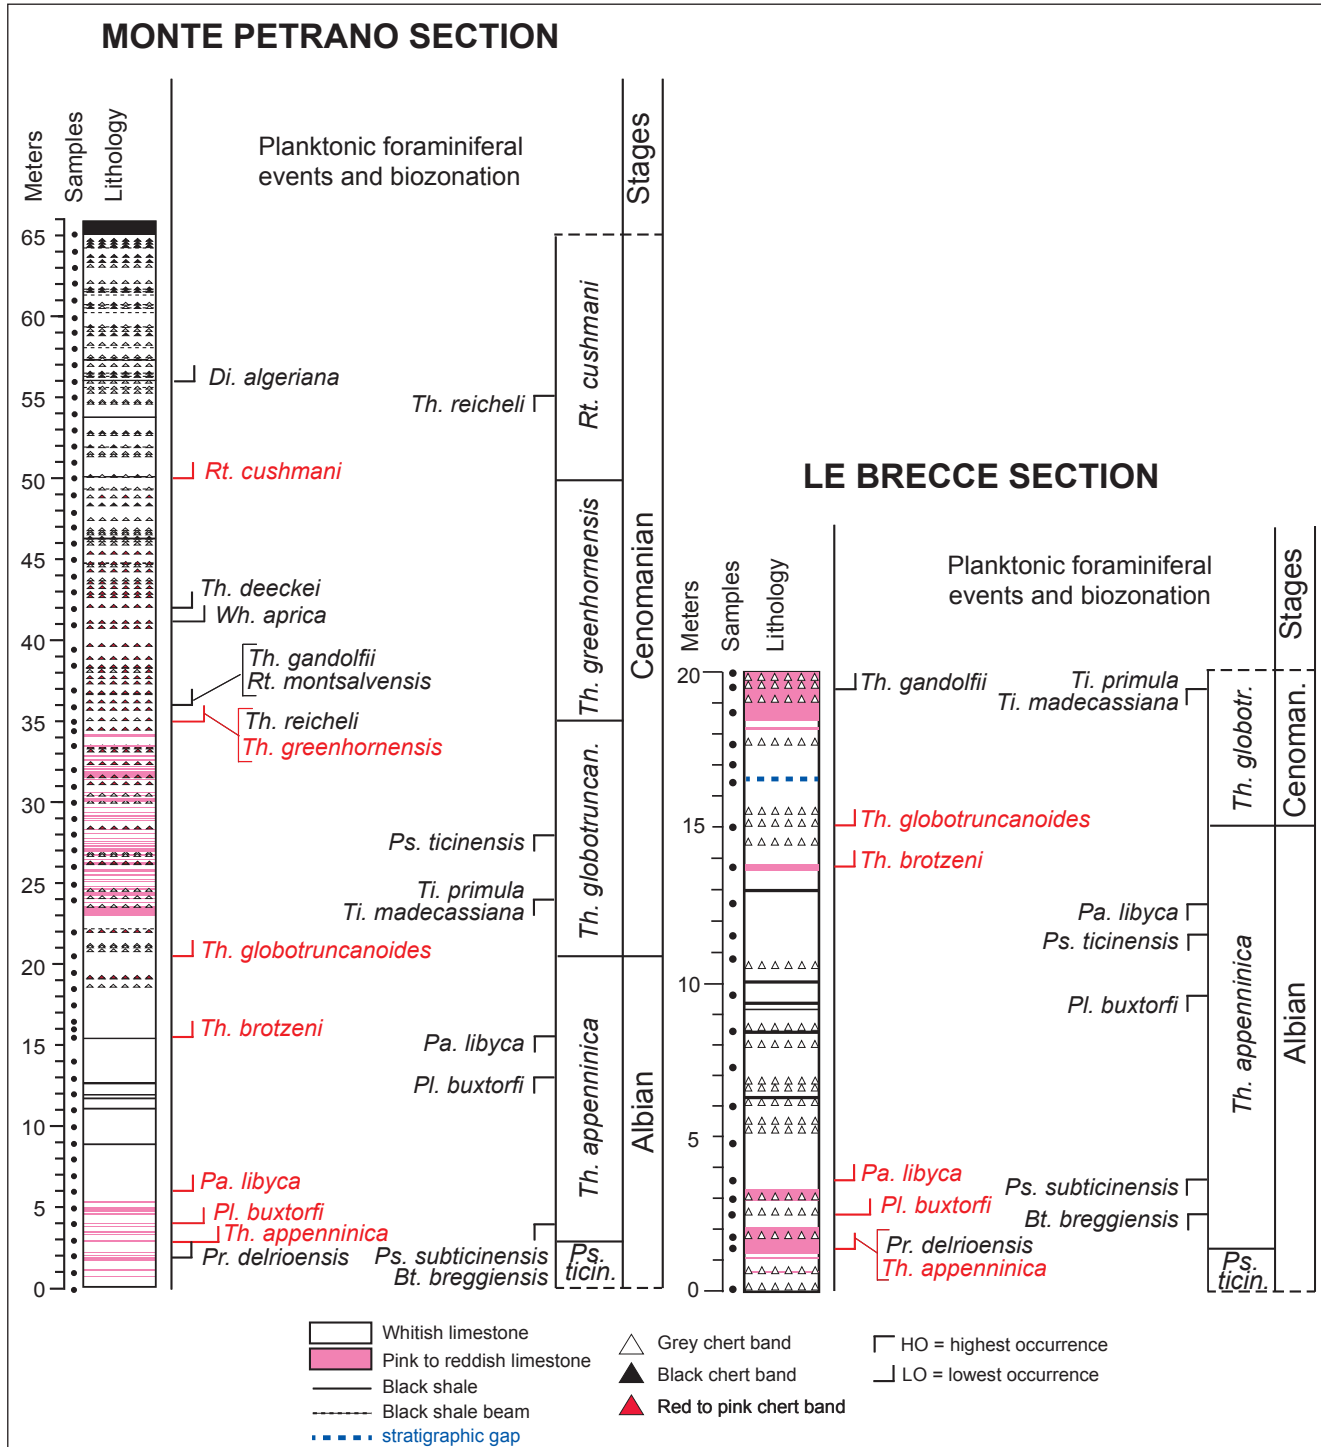 MONTE PETRANO SECTION
Meters
Samples
Lithology
Planktonic foraminiferal
events and biozonation
Stages
65
60
55
50
45
40
35
30
25
20
15
10
5
0
Di. algeriana
Rt. cushmani
Th. deeckei
Wh. aprica
Th. gandolfii
Rt. montsalvensis
Th. reicheli
Th. greenhornensis
Th. globotruncanoides
Th. brotzeni
Pa. libyca
Pl. buxtorfi
Th. appenninica
Pr. delrioensis
Th. reicheli
Ps. ticinensis
Ti. primula
Ti. madecassiana
Pa. libyca
Pl. buxtorfi
Ps. subticinensis
Bt. breggiensis
Rt. cushmani
Th. greenhornensis
Th. globotruncan.
Th. appenninica
Ps.
ticin.
Cenomanian
Albian
LE BRECCE SECTION
Meters
Samples
Lithology
Planktonic foraminiferal
events and biozonation
Stages
20
15
10
5
0
Th. gandolfii
Th. globotruncanoides
Th. brotzeni
Pa. libyca
Pl. buxtorfi
Pr. delrioensis
Th. appenninica
Ti. primula
Ti. madecassiana
Pa. libyca
Ps. ticinensis
Pl. buxtorfi
Ps. subticinensis
Bt. breggiensis
Th. globotr.
Th. appenninica
Ps.
ticin.
Cenoman.
Albian
Whitish limestone
Pink to reddish limestone
Black shale
Black shale beam
stratigraphic gap
Grey chert band
Black chert band
Red to pink chert band
HO = highest occurrence
LO = lowest occurrence